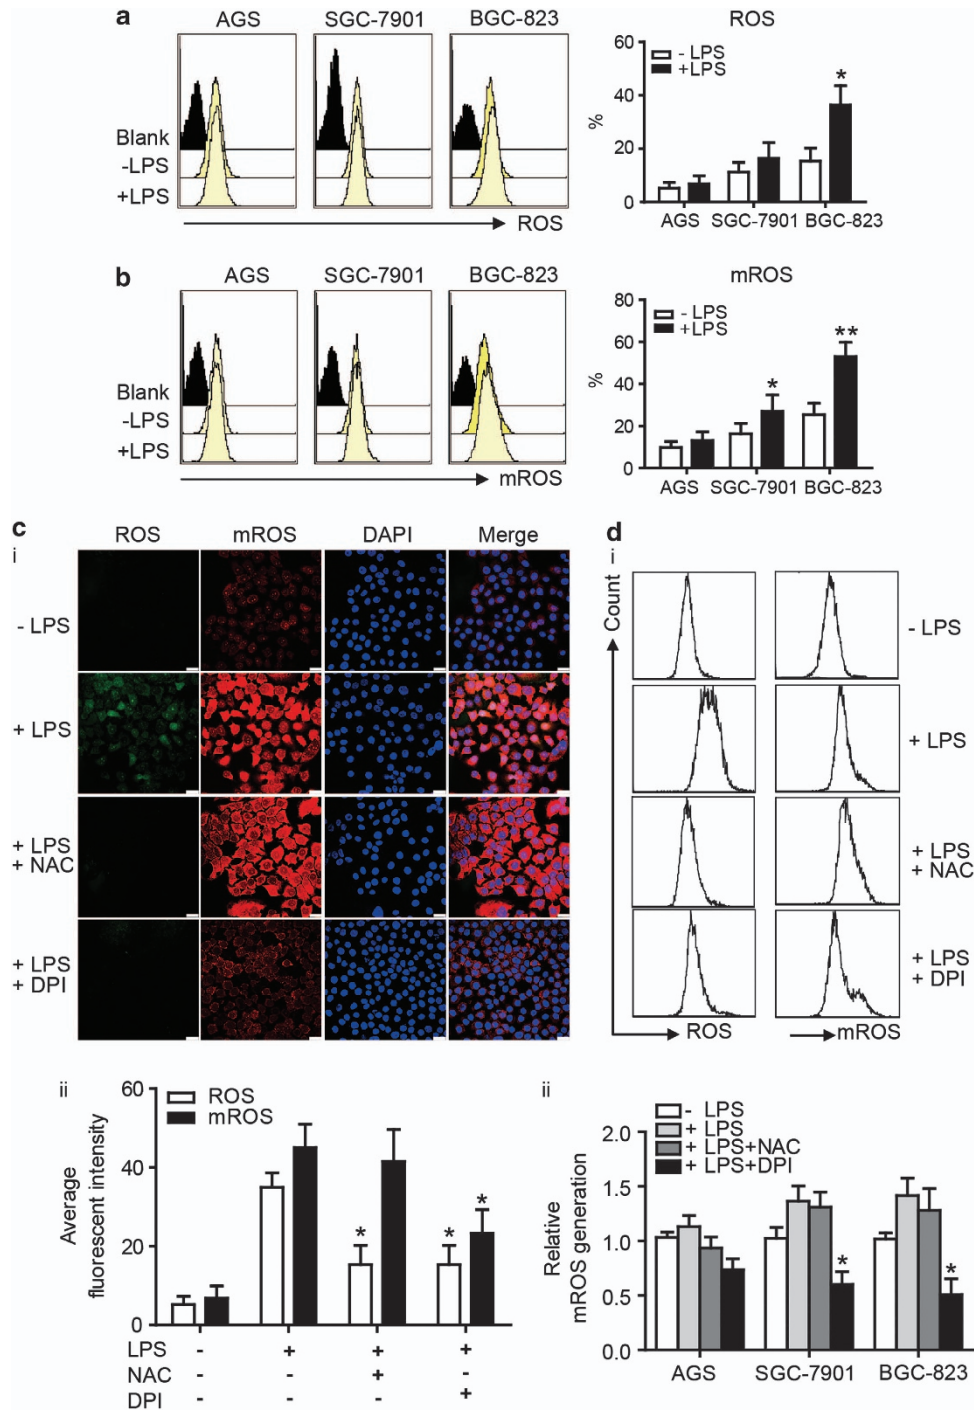 a
AGS SGC-7901 BGC-823
Blank
-LPS
+LPS
ROS
ROS
- LPS
+LPS
%
60
40
20
0
*
AGS SGC-7901 BGC-823
b
AGS SGC-7901 BGC-823
Blank
-LPS
+LPS
mROS
mROS
- LPS
+LPS
%
80
60
40
20
0
*
**
AGS SGC-7901 BGC-823
c
i
ROS mROS DAPI Merge
- LPS
+ LPS
+ LPS
+ NAC
+ LPS
+ DPI
ii
ROS
mROS
Average
fluorescent intensity
60
40
20
0
* * *
LPS - + + +
NAC - - + -
DPI - - - +
d
i
Count
- LPS
+ LPS
+ LPS
+ NAC
+ LPS
+ DPI
ROS mROS
ii
- LPS
+ LPS
+ LPS+NAC
+ LPS+DPI
Relative
mROS generation
2.0
1.5
1.0
0.5
0.0
* *
AGS SGC-7901 BGC-823